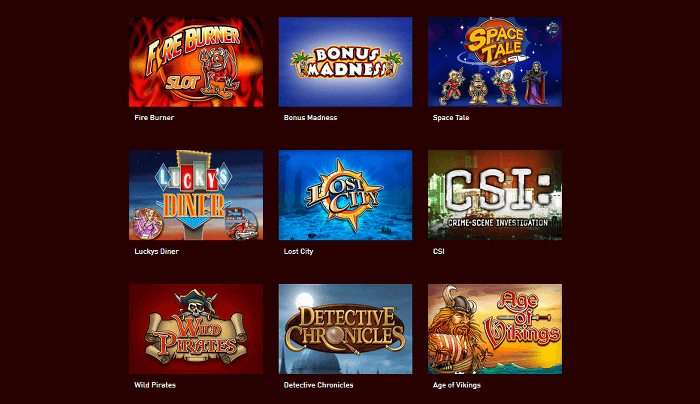 FIRE BURNER
SLOT
BONUS
MADNESS
SPACE
TALE
Fire Burner
Bonus Madness
Space Tale
LUCKY'S
DINER
LOST
CITY
CSI:
CRIME-SCENE INVESTIGATION
Luckys Diner
Lost City
CSI
WILD
PIRATES
DETECTIVE
CHRONICLES
Age
of
Vikings
Wild Pirates
Detective Chronicles
Age of Vikings